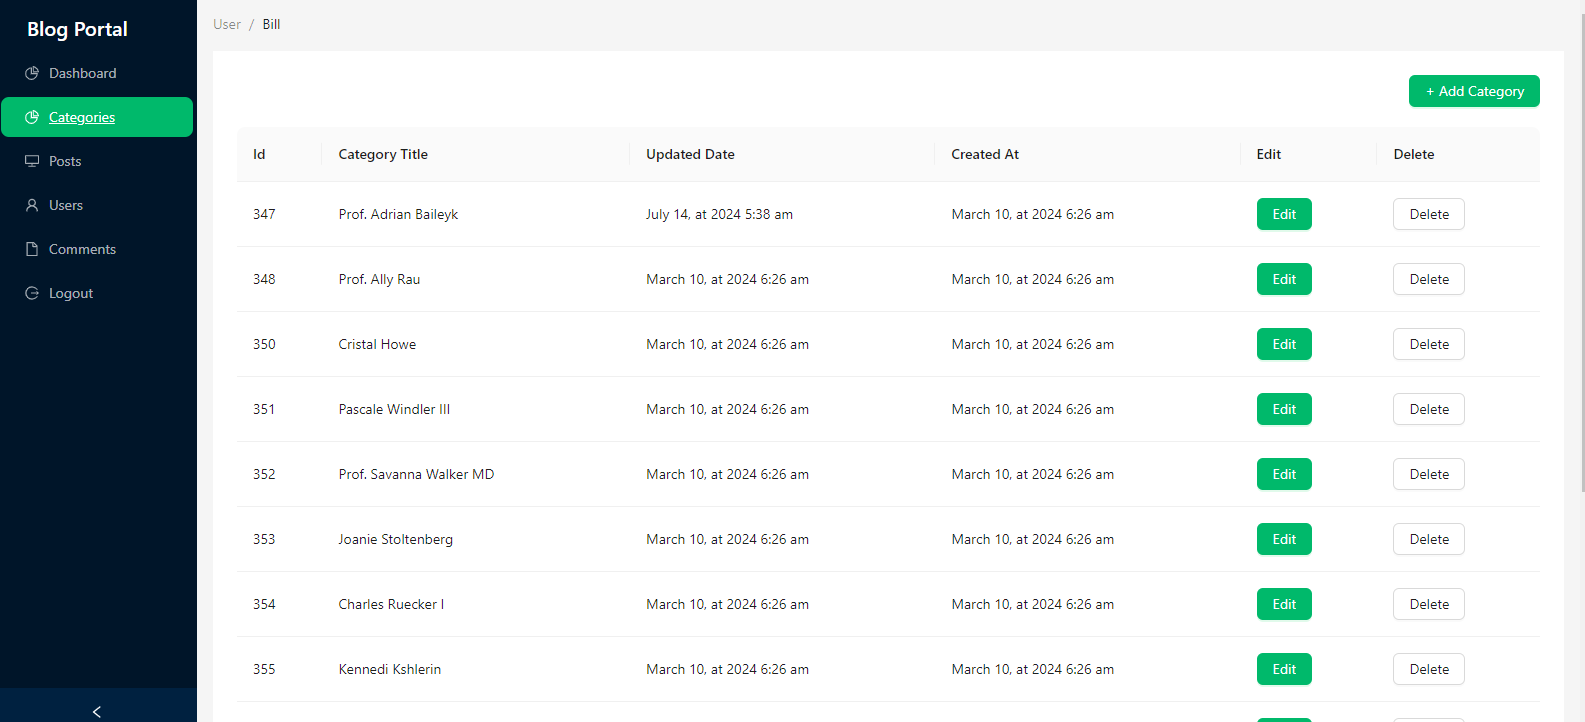 Blog Portal
Dashboard
Categories
Posts
Users
Comments
Logout
User / Bill
+ Add Category
Id Category Title Updated Date Created At Edit Delete
347 Prof. Adrian Baileyk July 14, at 2024 5:38 am March 10, at 2024 6:26 am Edit Delete
348 Prof. Ally Rau March 10, at 2024 6:26 am March 10, at 2024 6:26 am Edit Delete
350 Cristal Howe March 10, at 2024 6:26 am March 10, at 2024 6:26 am Edit Delete
351 Pascale Windler III March 10, at 2024 6:26 am March 10, at 2024 6:26 am Edit Delete
352 Prof. Savanna Walker MD March 10, at 2024 6:26 am March 10, at 2024 6:26 am Edit Delete
353 Joanie Stoltenberg March 10, at 2024 6:26 am March 10, at 2024 6:26 am Edit Delete
354 Charles Ruecker I March 10, at 2024 6:26 am March 10, at 2024 6:26 am Edit Delete
355 Kennedi Kshlerin March 10, at 2024 6:26 am March 10, at 2024 6:26 am Edit Delete